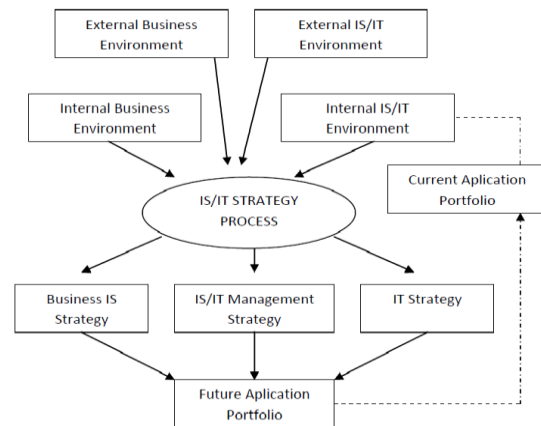 External Business
Environment
External IS/IT
Environment
Internal Business
Environment
Internal IS/IT
Environment
Current Aplication
Portfolio
IS/IT STRATEGY
PROCESS
Business IS
Strategy
IS/IT Management
Strategy
IT Strategy
Future Aplication
Portfolio